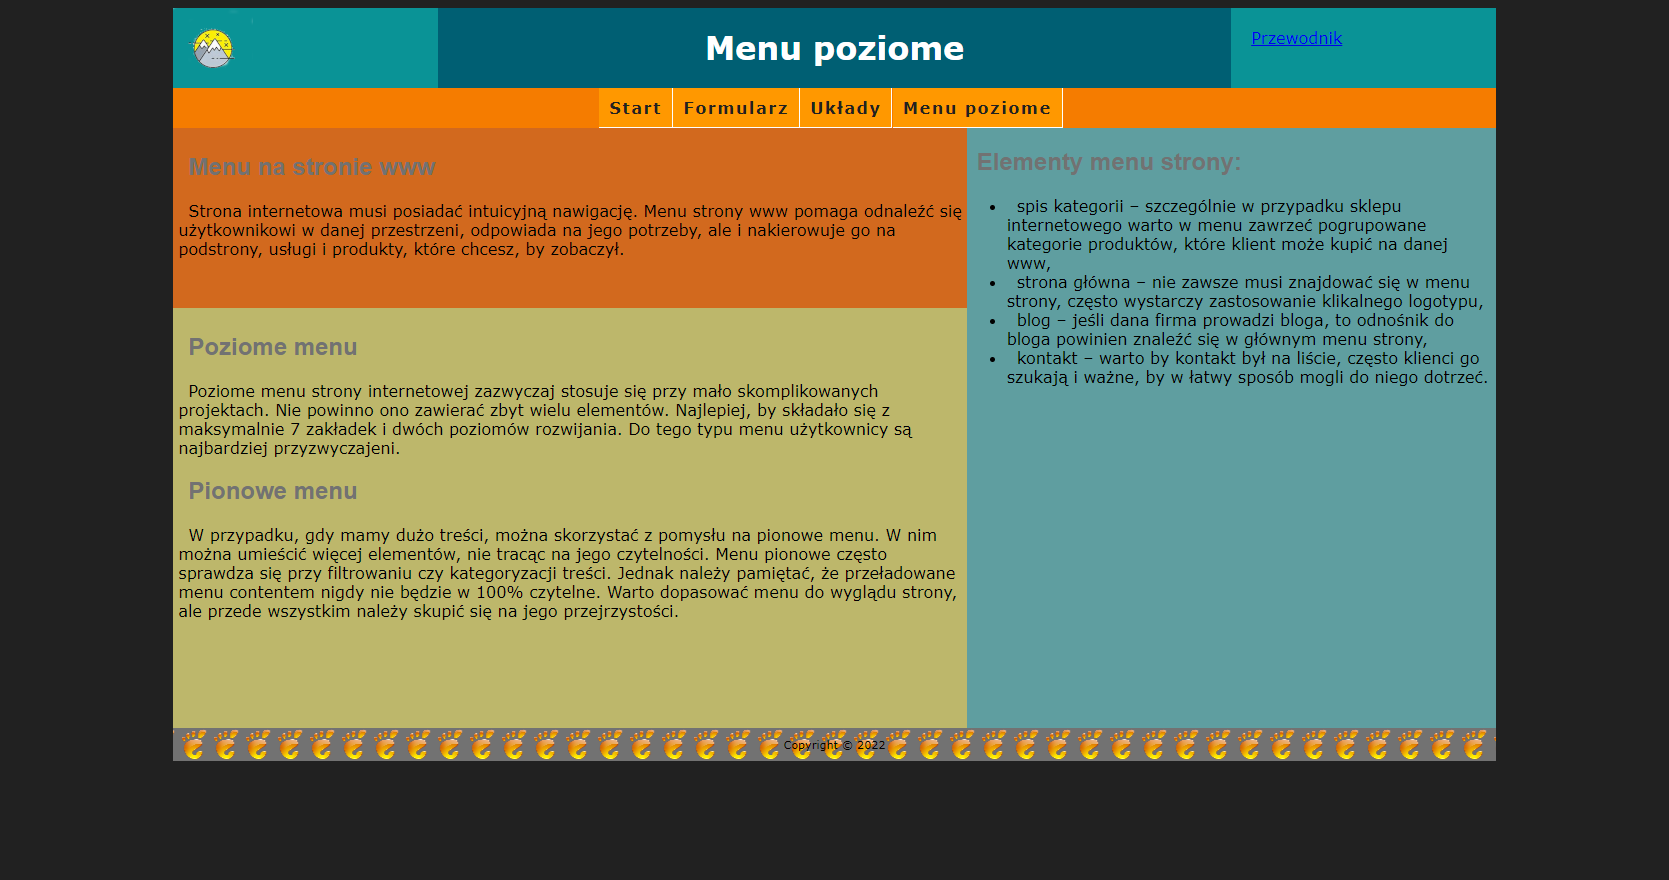 Menu poziome
Przewodnik
Start Formularz Układy Menu poziome
Menu na stronie www
Strona internetowa musi posiadać intuicyjną nawigację. Menu strony www pomaga odnaleźć się
użytkownikowi w danej przestrzeni, odpowiada na jego potrzeby, ale i nakierowuje go na
podstrony, usługi i produkty, które chcesz, by zobaczył.
Poziome menu
Poziome menu strony internetowej zazwyczaj stosuje się przy mało skomplikowanych
projektach. Nie powinno ono zawierać zbyt wielu elementów. Najlepiej, by składało się z
maksymalnie 7 zakładek i dwóch poziomów rozwijania. Do tego typu menu użytkownicy są
najbardziej przyzwyczajeni.
Pionowe menu
W przypadku, gdy mamy dużo treści, można skorzystać z pomysłu na pionowe menu. W nim
można umieścić więcej elementów, nie tracąc na jego czytelności. Menu pionowe często
sprawdza się przy filtrowaniu czy kategoryzacji treści. Jednak należy pamiętać, że przeładowane
menu contentem nigdy nie będzie w 100% czytelne. Warto dopasować menu do wyglądu strony,
ale przede wszystkim należy skupić się na jego przejrzystości.
Elementy menu strony:
• spis kategorii – szczególnie w przypadku sklepu
internetowego warto w menu zawrzeć pogrupowane
kategorie produktów, które klient może kupić na danej
www,
• strona główna – nie zawsze musi znajdować się w menu
strony, często wystarczy zastosowanie klikalnego logotypu,
• blog – jeśli dana firma prowadzi bloga, to odnośnik do
bloga powinien znaleźć się w głównym menu strony,
• kontakt – warto by kontakt był na liście, często klienci go
szukają i ważne, by w łatwy sposób mogli do niego dotrzeć.
Copyright © 2022